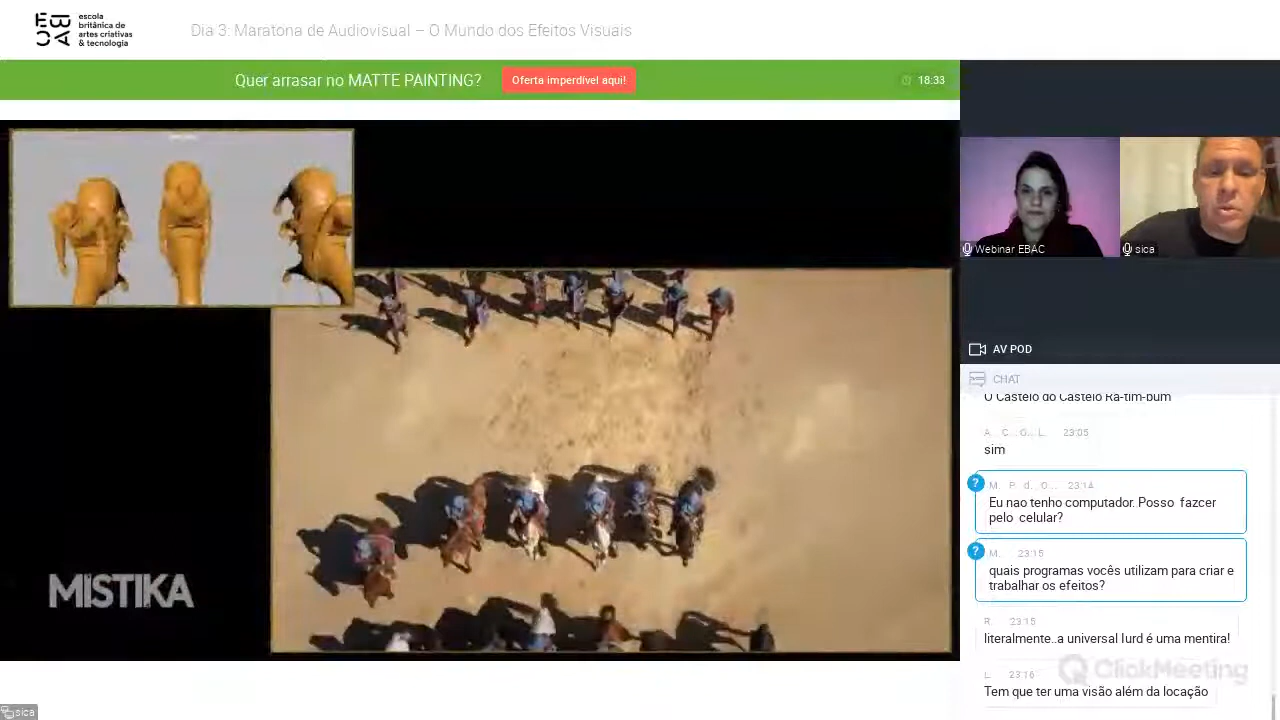 EBAC
escola
britânica de
artes criativas
& tecnologia
Dia 3: Maratona de Audiovisual – O Mundo dos Efeitos Visuais
Quer arrasar no MATTE PAINTING?
Oferta imperdível aqui!
18:33
MISTIKA
Webinar EBAC
sica
AV POD
CHAT
O Castelo do Castelo Rá-tim-bum
A. C. G. L. 23:05
sim
? M. P. d. O... 23:14
Eu nao tenho computador. Posso fazcer
pelo celular?
? M. 23:15
quais programas vocês utilizam para criar e
trabalhar os efeitos?
R. 23:15
literalmente..a universal Iurd é uma mentira!
ClickMeeting
L. 23:16
Tem que ter uma visão além da locação
sica